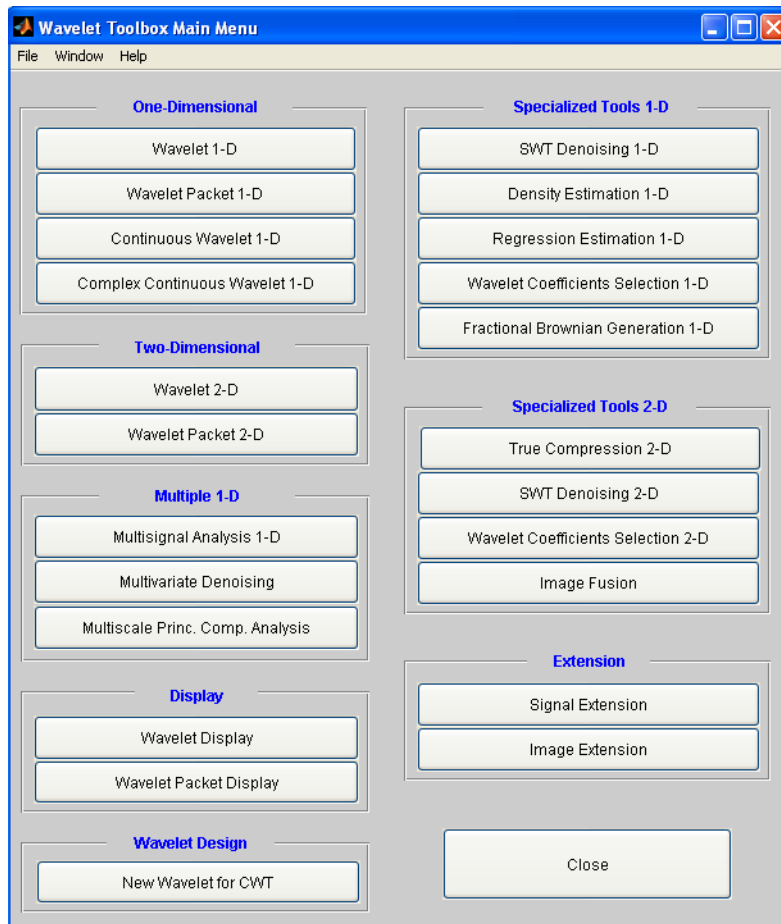 Wavelet Toolbox Main Menu
File Window Help
One-Dimensional
Wavelet 1-D
Wavelet Packet 1-D
Continuous Wavelet 1-D
Complex Continuous Wavelet 1-D
Two-Dimensional
Wavelet 2-D
Wavelet Packet 2-D
Multiple 1-D
Multisignal Analysis 1-D
Multivariate Denoising
Multiscale Princ. Comp. Analysis
Display
Wavelet Display
Wavelet Packet Display
Wavelet Design
New Wavelet for CWT
Specialized Tools 1-D
SWT Denoising 1-D
Density Estimation 1-D
Regression Estimation 1-D
Wavelet Coefficients Selection 1-D
Fractional Brownian Generation 1-D
Specialized Tools 2-D
True Compression 2-D
SWT Denoising 2-D
Wavelet Coefficients Selection 2-D
Image Fusion
Extension
Signal Extension
Image Extension
Close